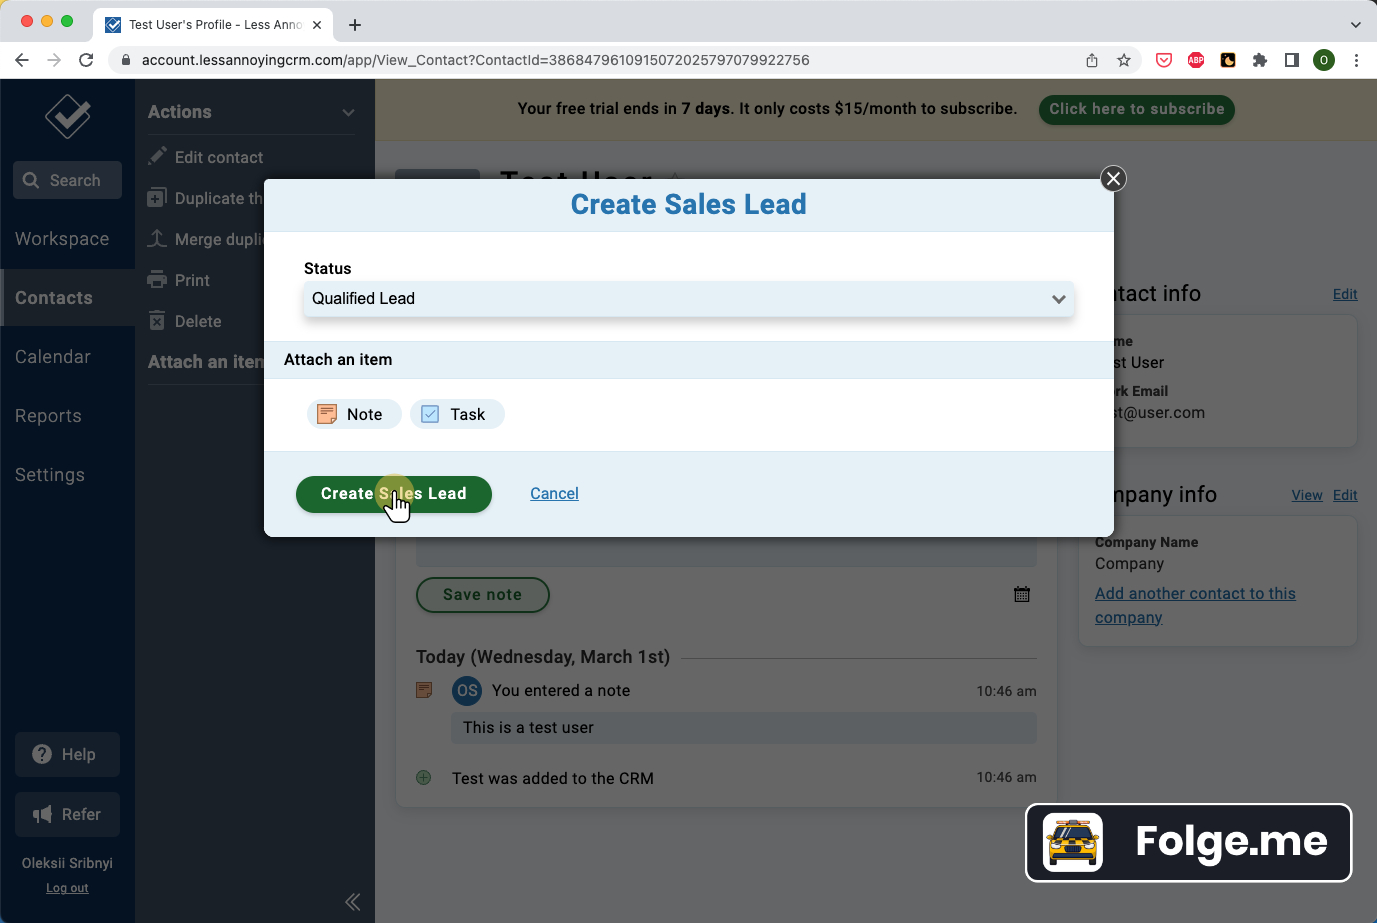 Test User's Profile - Less Anno
account.lessannoyingcrm.com/app/View_Contact?ContactId=3868479610915072025797079922756
ABP
O
Your free trial ends in 7 days. It only costs $15/month to subscribe.
Click here to subscribe
Search
Workspace
Contacts
Calendar
Reports
Settings
Help
Refer
Oleksii Sribnyi
Log out
Actions
Edit contact
Duplicate th
Merge dupli
Print
Delete
Attach an iten
Test User
Create Sales Lead
Status
Qualified Lead
Attach an item
Note
Task
Create Sales Lead
Cancel
Save note
Today (Wednesday, March 1st)
OS
You entered a note
10:46 am
This is a test user
Test was added to the CRM
10:46 am
ntact info
Edit
me
st User
rk Email
st@user.com
mpany info
View
Edit
Company Name
Company
Add another contact to this
company
Folge.me